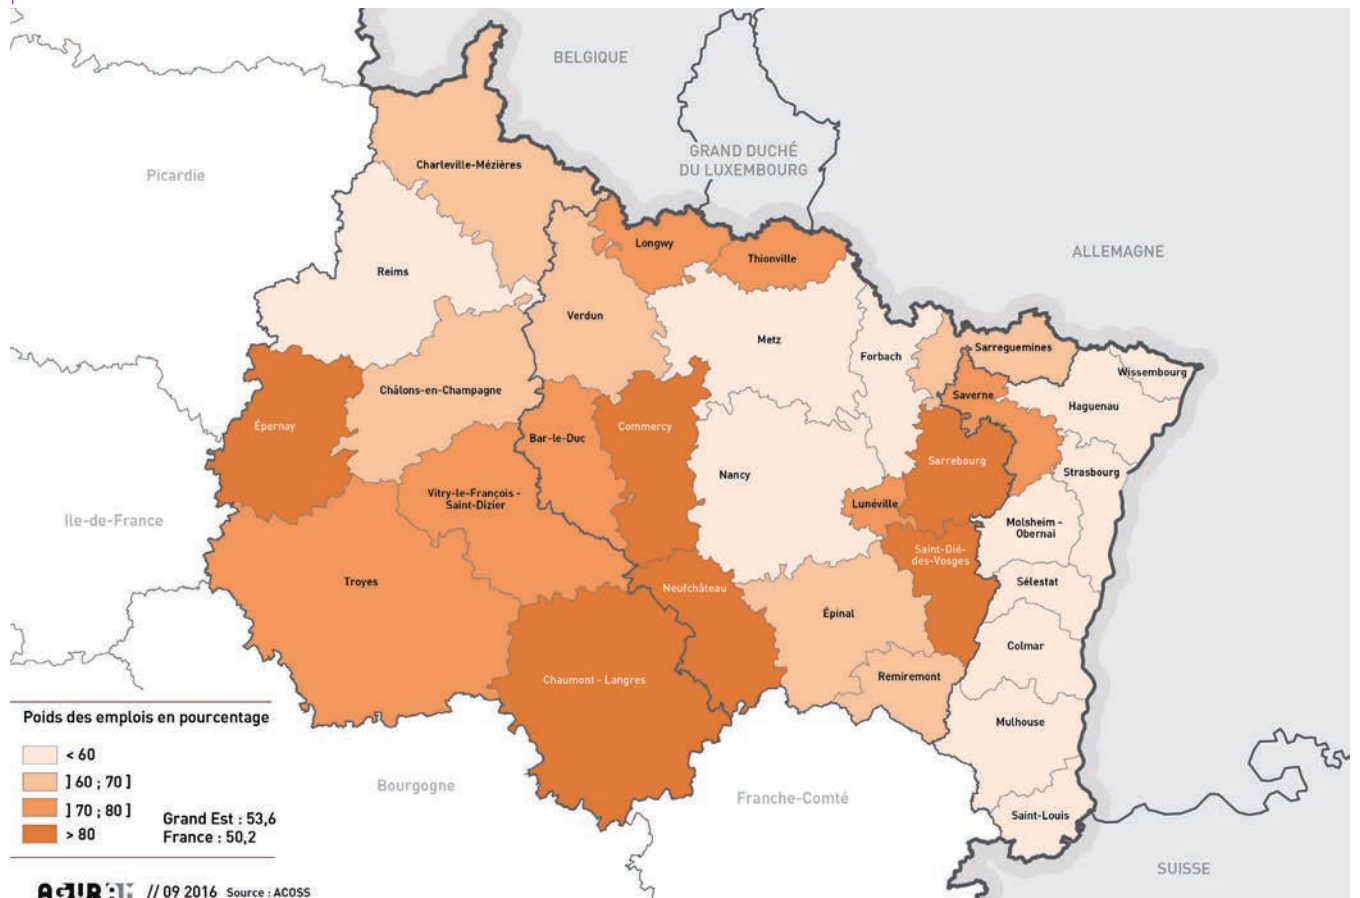 BELGIQUE
GRAND DUCHÉ
DU LUXEMBOURG
Picardie
Charleville-Mézières
ALLEMAGNE
Longwy
Thionville
Reims
Verdun
Metz
Sarreguemines
Forbach
Wissembourg
Châlons-en-Champagne
Saverne
Haguenau
Épernay
Commercy
Bar-le-Duc
Sarrebourg
Strasbourg
Nancy
Vitry-le-François -
Saint-Dizier
Lunéville
Ile-de-France
Molsheim -
Obernai
Saint-Dié-
des-Vosges
Troyes
Neufchâteau
Sélestat
Épinal
Colmar
Chaumont - Langres
Remiremont
Mulhouse
Bourgogne
Franche-Comté
Saint-Louis
SUISSE
Poids des emplois en pourcentage
< 60
] 60 ; 70 ]
] 70 ; 80 ]
> 80
Grand Est : 53,6
France : 50,2
// 09 2016 Source : ACOSS